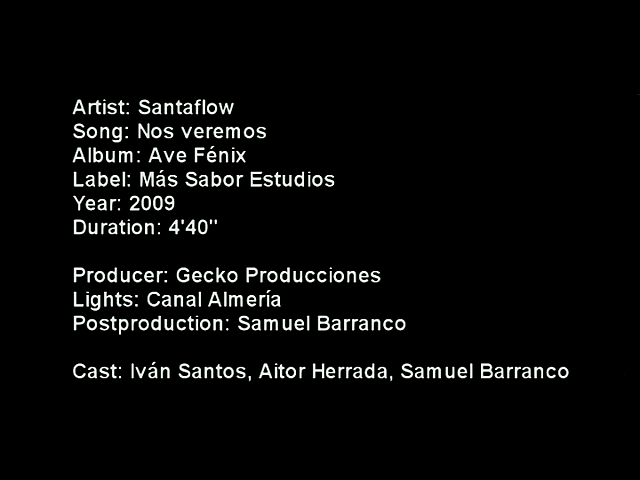 Artist: Santaflow
Song: Nos veremos
Album: Ave Fénix
Label: Más Sabor Estudios
Year: 2009
Duration: 4'40"
Producer: Gecko Producciones
Lights: Canal Almería
Postproduction: Samuel Barranco
Cast: Iván Santos, Aitor Herrada, Samuel Barranco